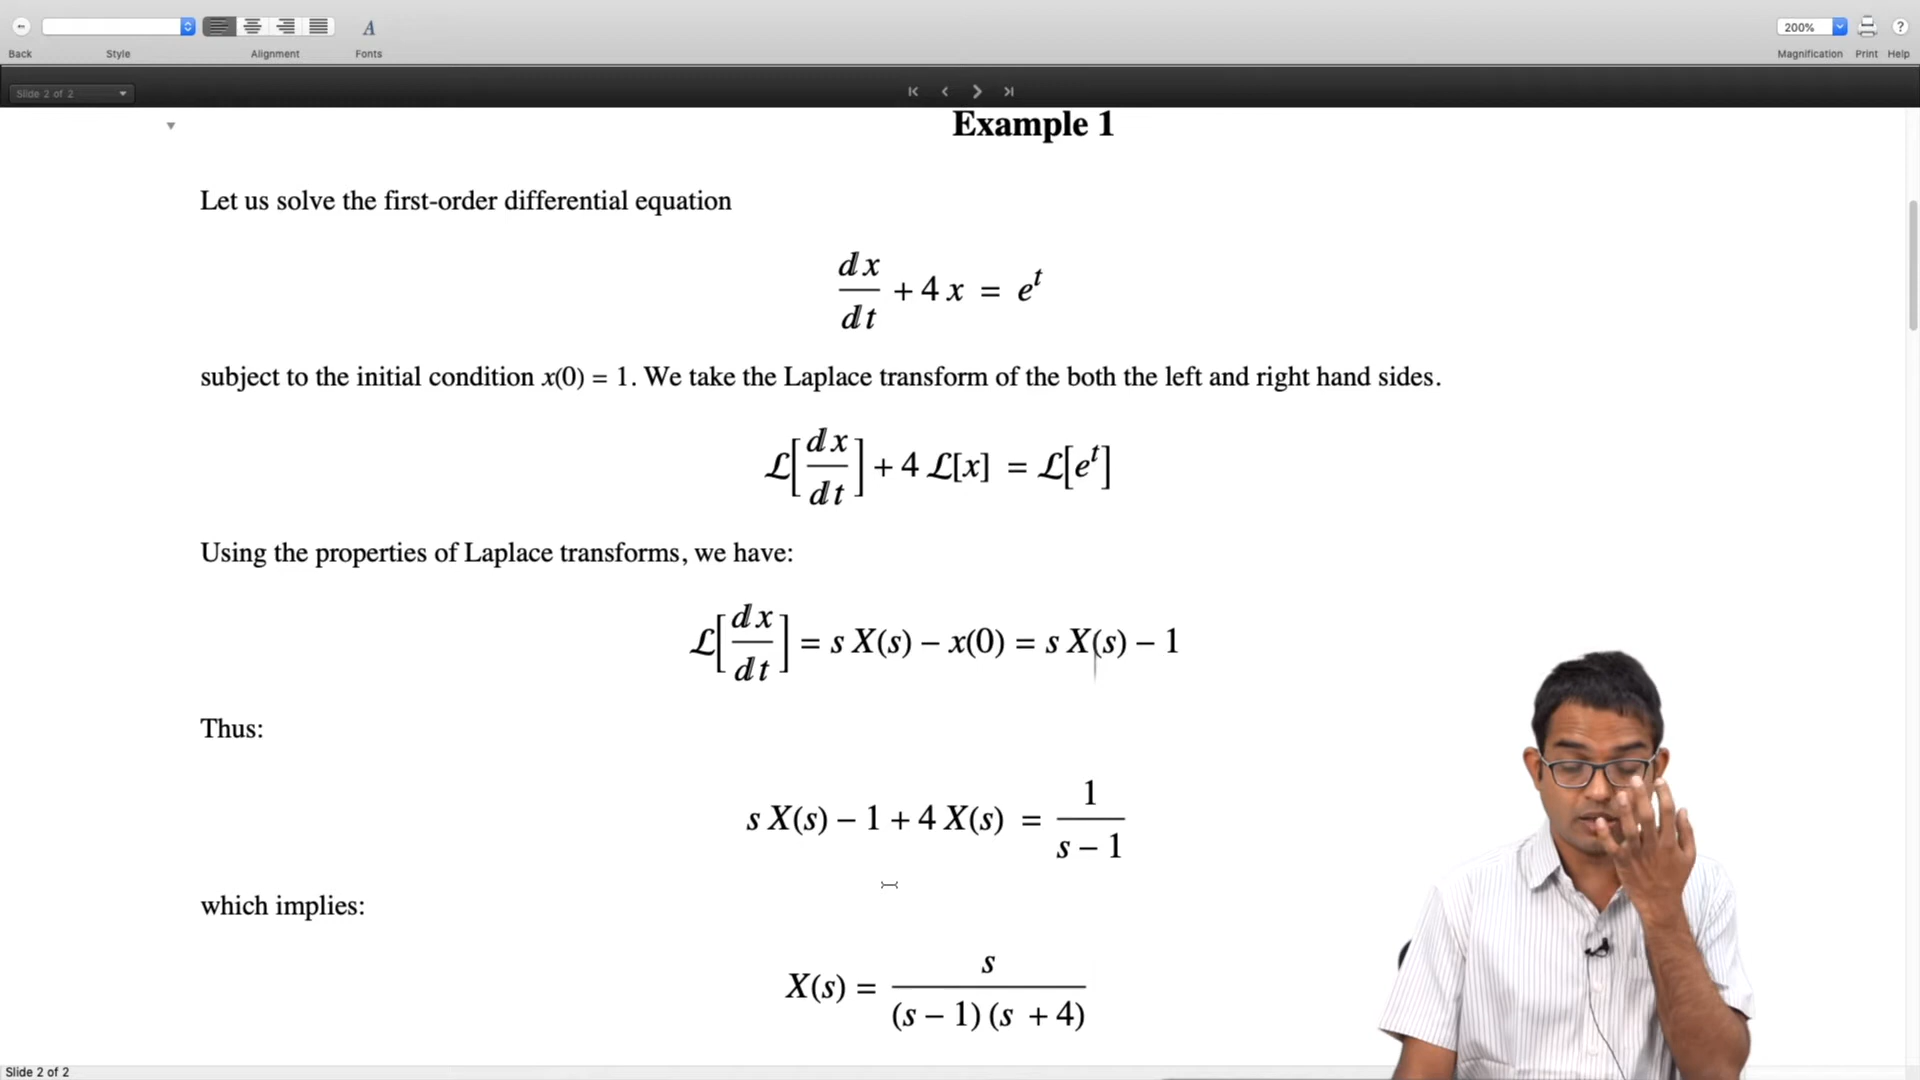 200%
Back Style Alignment Fonts Magnification Print Help
Slide 2 of 2
Example 1
Let us solve the first-order differential equation
dx/dt + 4 x = e^t
subject to the initial condition x(0) = 1. We take the Laplace transform of the both the left and right hand sides.
ℒ[dx/dt] + 4 ℒ[x] = ℒ[e^t]
Using the properties of Laplace transforms, we have:
ℒ[dx/dt] = s X(s) − x(0) = s X(s) − 1
Thus:
s X(s) − 1 + 4 X(s) = 1/(s − 1)
which implies:
X(s) = s/((s − 1) (s + 4))
Slide 2 of 2